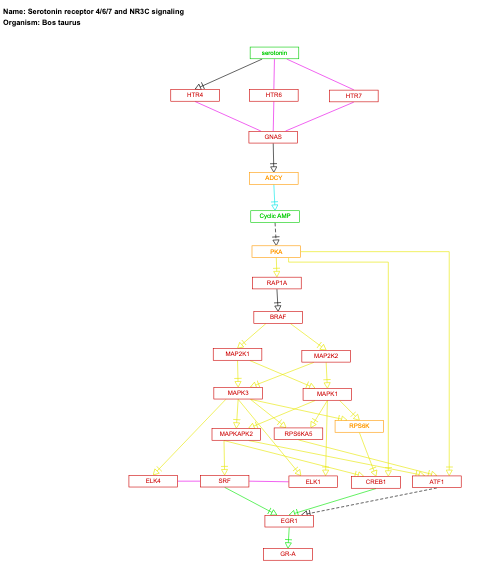 Name: Serotonin receptor 4/6/7 and NR3C signaling
Organism: Bos taurus
serotonin
HTR4
HTR6
HTR7
GNAS
ADCY
Cyclic AMP
PKA
RAP1A
BRAF
MAP2K1
MAP2K2
MAPK3
MAPK1
RPS6K
MAPKAPK2
RPS6KA5
ELK4
SRF
ELK1
CREB1
ATF1
EGR1
GR-A